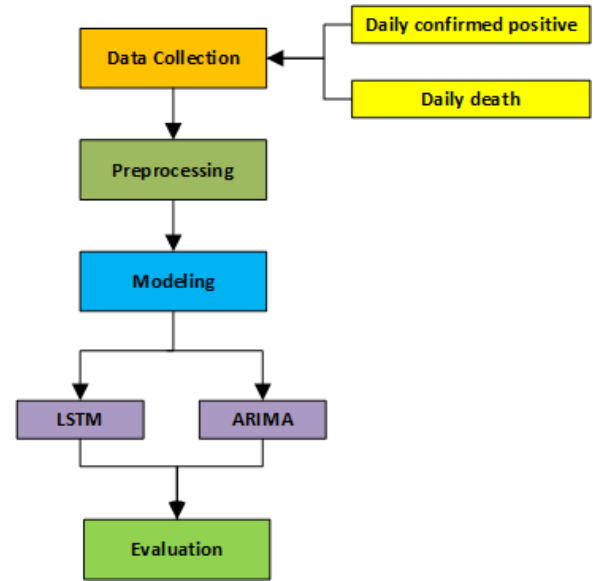 Daily confirmed positive
Data Collection
Daily death
Preprocessing
Modeling
LSTM
ARIMA
Evaluation